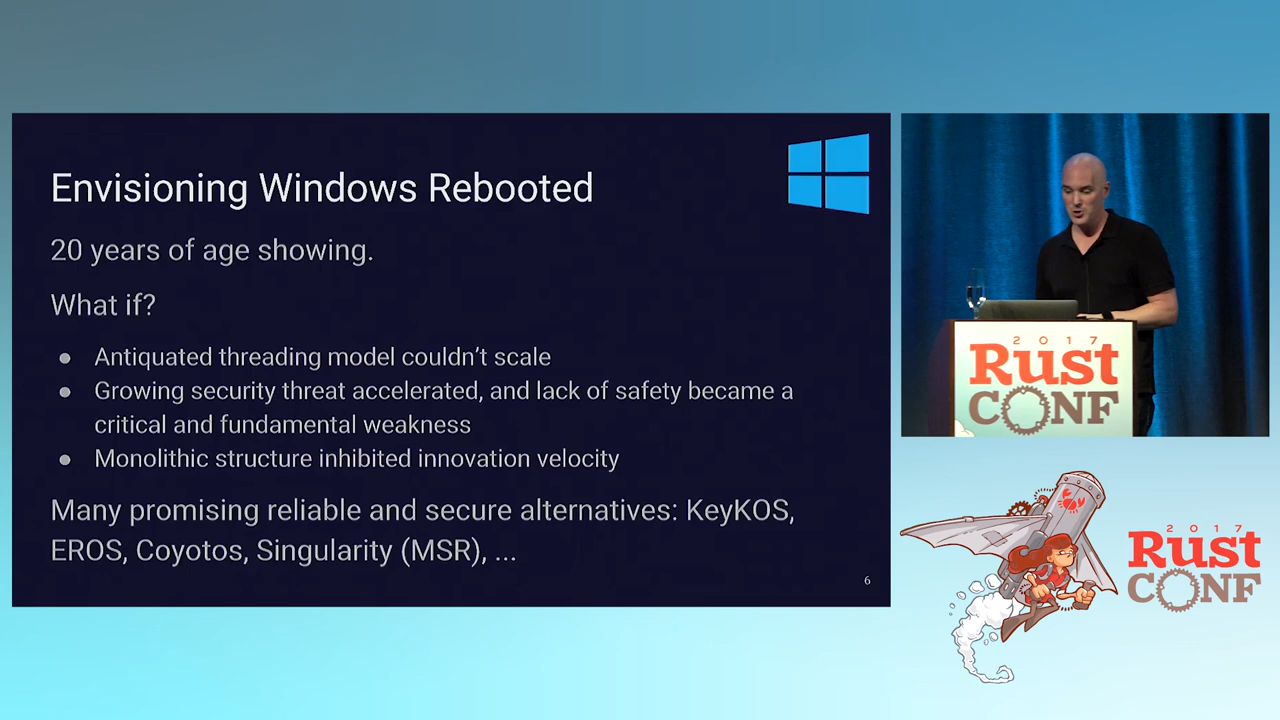 Envisioning Windows Rebooted
20 years of age showing.
What if?
● Antiquated threading model couldn’t scale
● Growing security threat accelerated, and lack of safety became a
critical and fundamental weakness
● Monolithic structure inhibited innovation velocity
Many promising reliable and secure alternatives: KeyKOS,
EROS, Coyotos, Singularity (MSR), ...
6
2017
Rust
CONF
2017
Rust
CONF